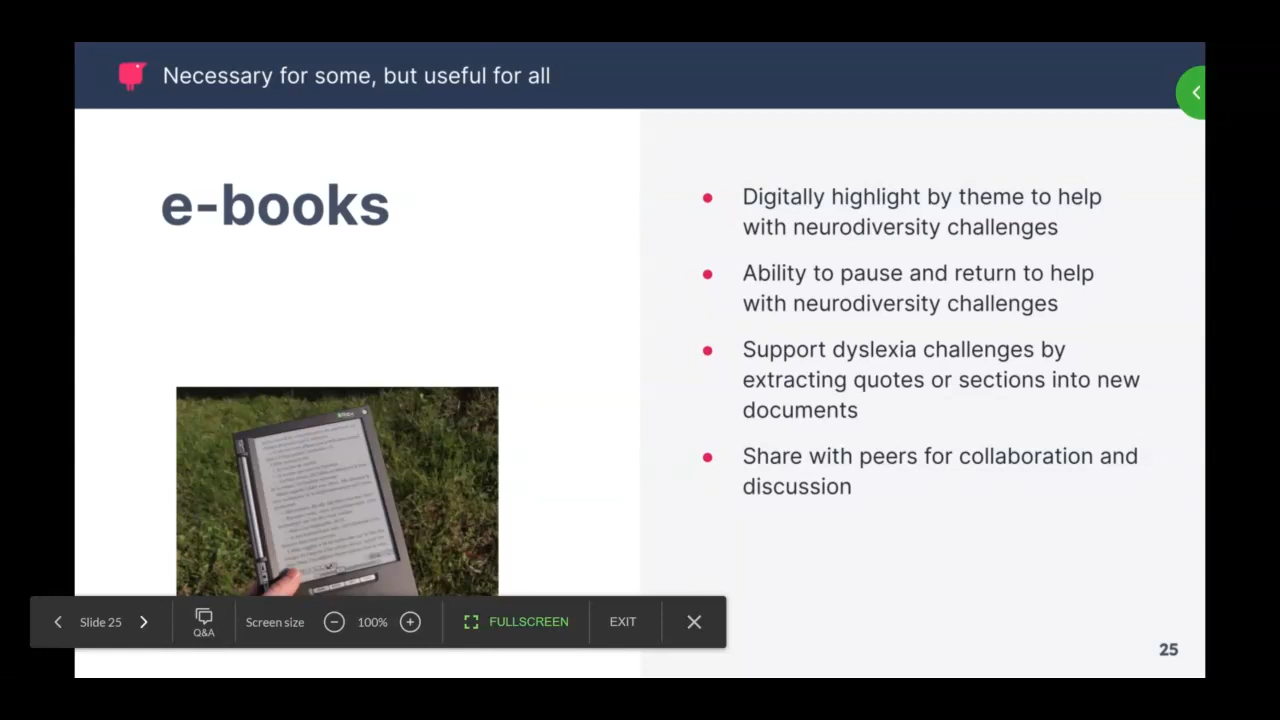 Necessary for some, but useful for all
e-books
Digitally highlight by theme to help
with neurodiversity challenges
Ability to pause and return to help
with neurodiversity challenges
Support dyslexia challenges by
extracting quotes or sections into new
documents
Share with peers for collaboration and
discussion
Slide 25
Q&A
Screen size
100%
FULLSCREEN
EXIT
25